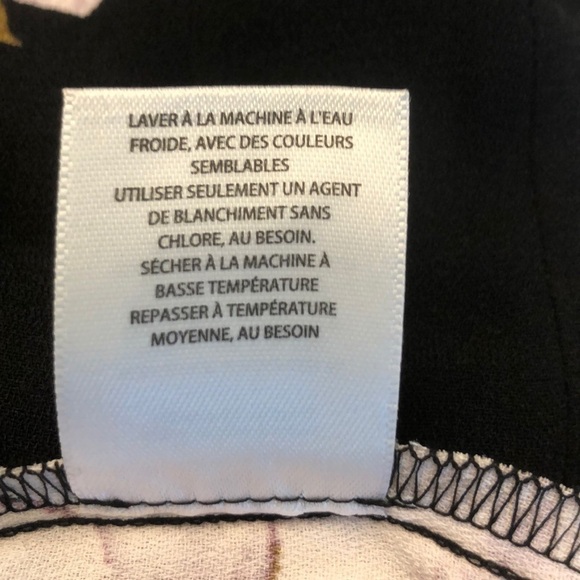 LAVER À LA MACHINE À L'EAU
FROIDE, AVEC DES COULEURS
SEMBLABLES
UTILISER SEULEMENT UN AGENT
DE BLANCHIMENT SANS
CHLORE, AU BESOIN.
SÉCHER À LA MACHINE À
BASSE TEMPÉRATURE
REPASSER À TEMPÉRATURE
MOYENNE, AU BESOIN